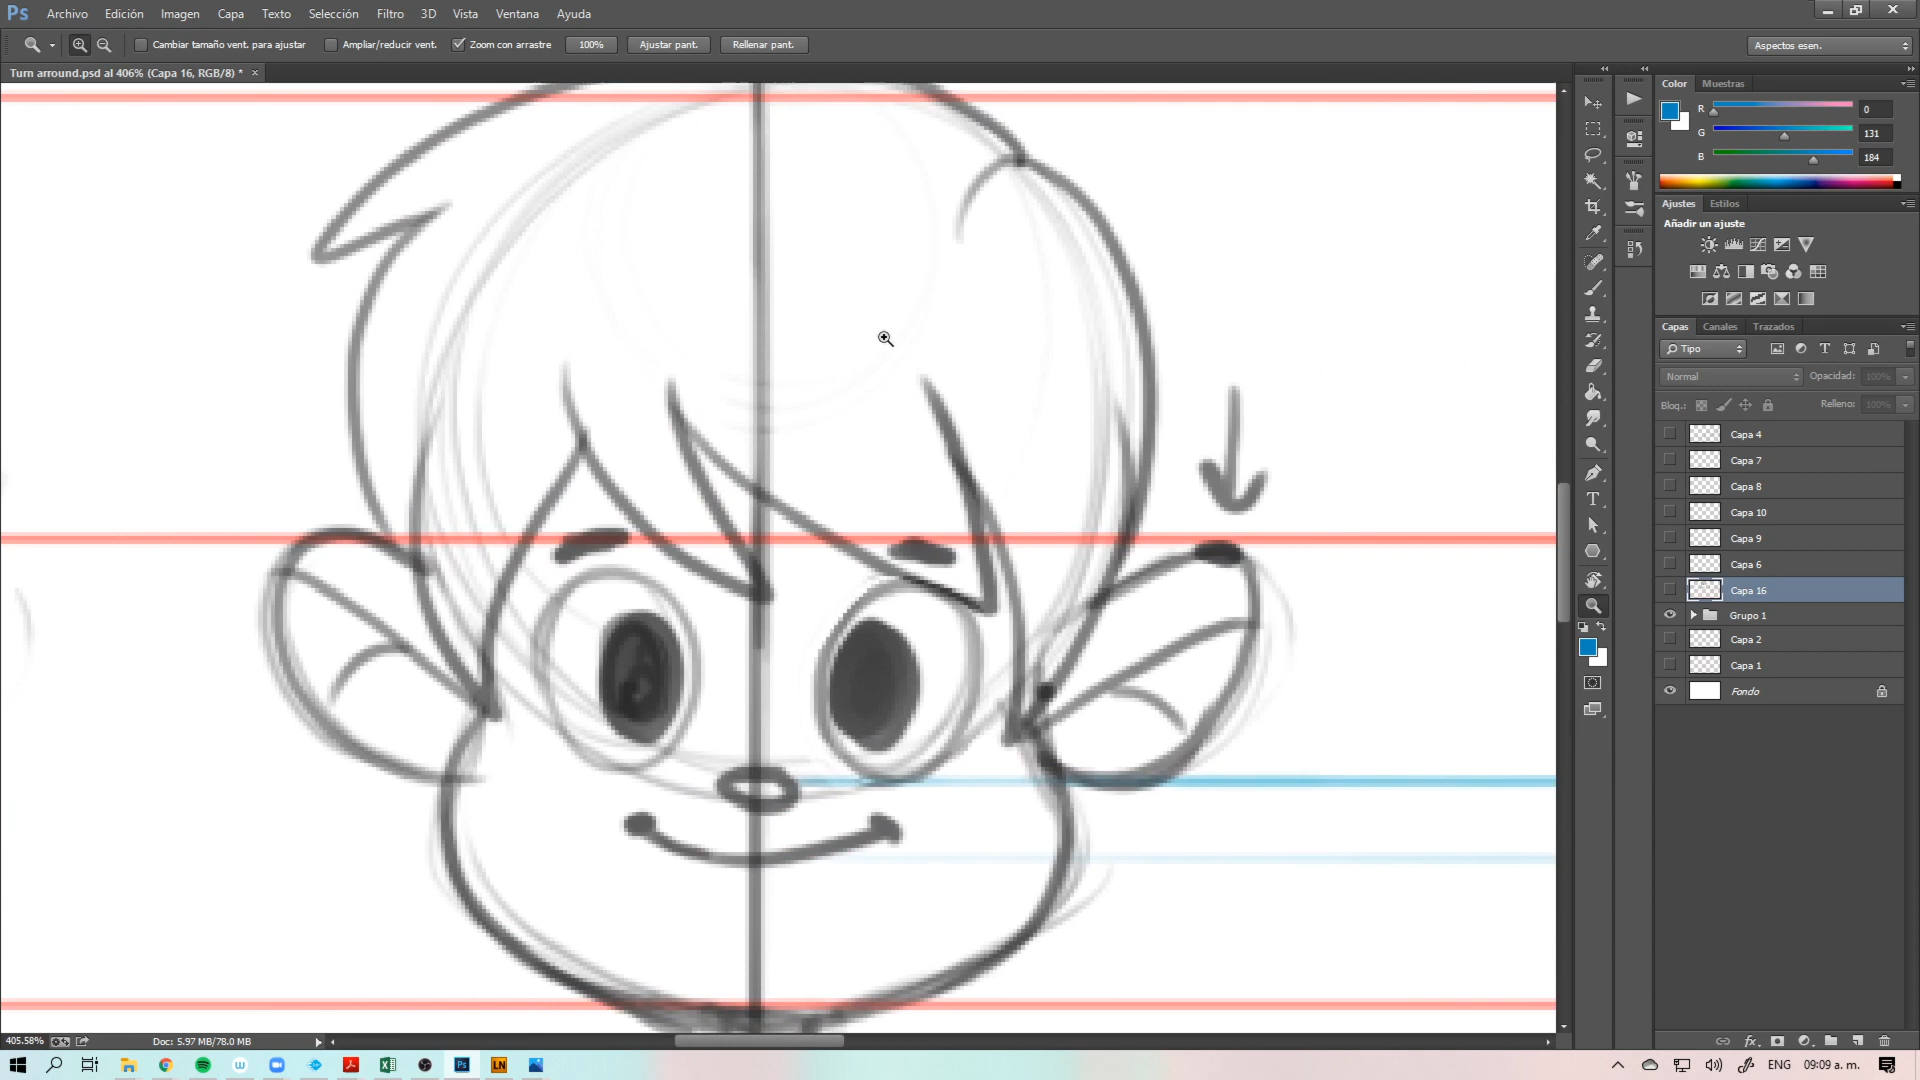 Ps Archivo Edición Imagen Capa Texto Selección Filtro 3D Vista Ventana Ayuda
Cambiar tamaño vent. para ajustar Ampliar/reducir vent. Zoom con arrastre 100% Ajustar pant. Rellenar pant. Aspectos esen.
Turn arround.psd al 406% (Capa 16, RGB/8) * ×
Color Muestras
R 0
G 131
B 184
Ajustes Estilos
Añadir un ajuste
Capas Canales Trazados
Tipo
Normal Opacidad: 100%
Bloq.: Relleno: 100%
Capa 4
Capa 7
Capa 8
Capa 10
Capa 9
Capa 6
Capa 16
Grupo 1
Capa 2
Capa 1
Fondo
405.58% Doc: 5.97 MB/78.0 MB
ENG 09:09 a. m.